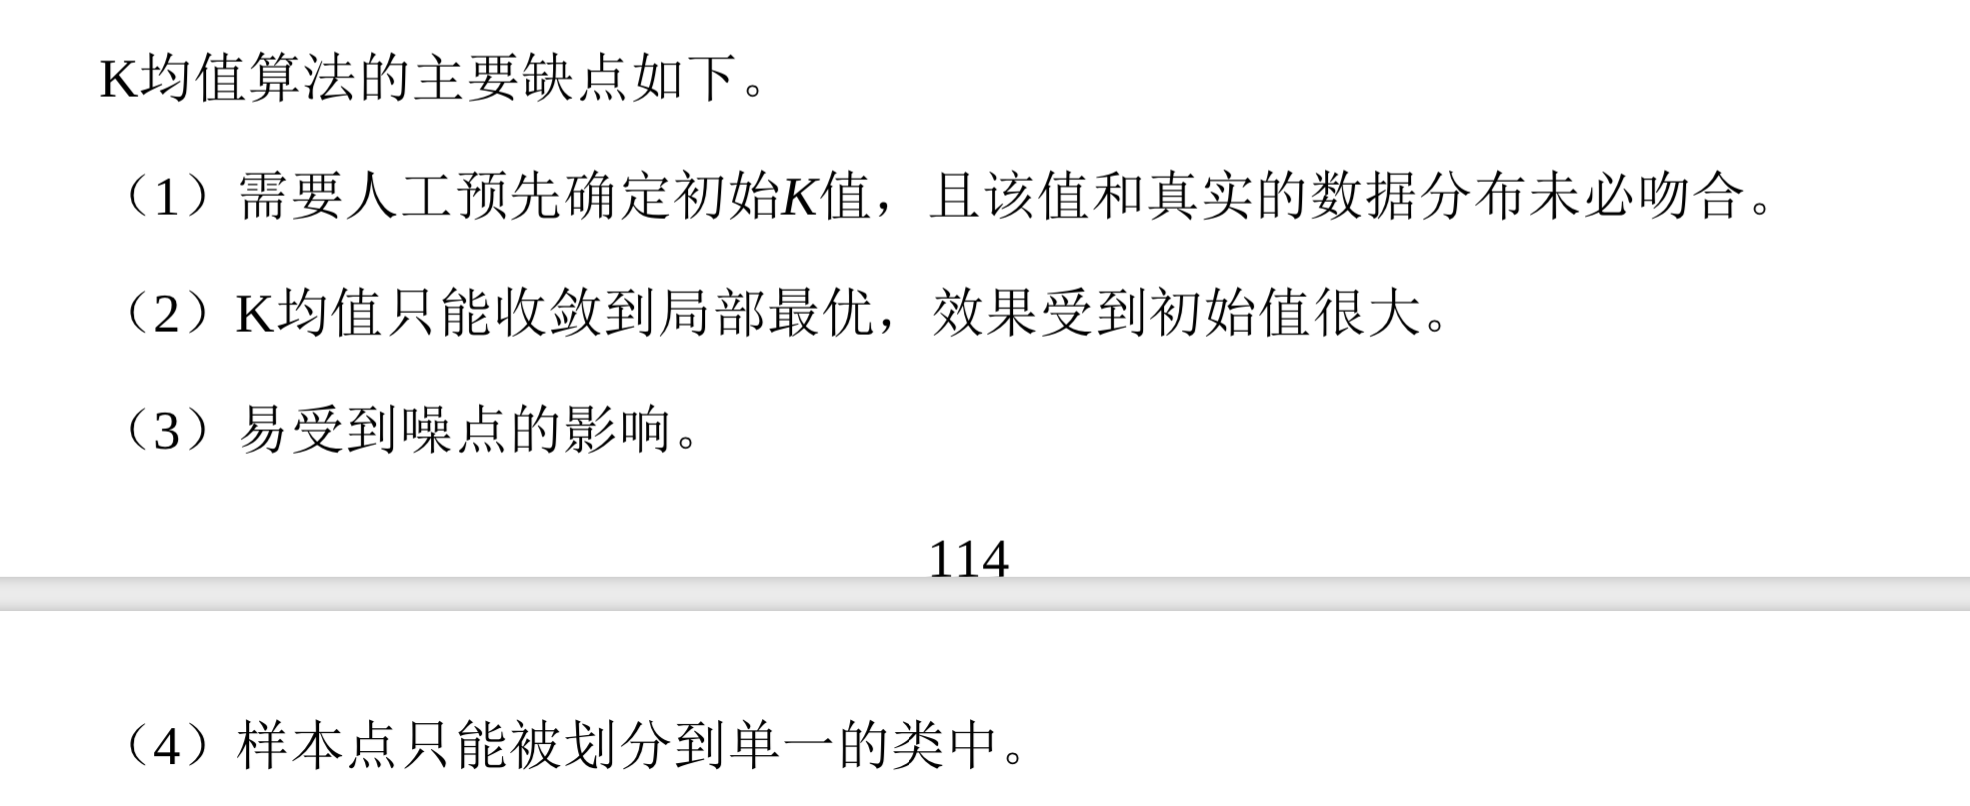 K均值算法的主要缺点如下。
（1）需要人工预先确定初始K值，且该值和真实的数据分布未必吻合。
（2）K均值只能收敛到局部最优，效果受到初始值很大。
（3）易受到噪点的影响。
114
（4）样本点只能被划分到单一的类中。